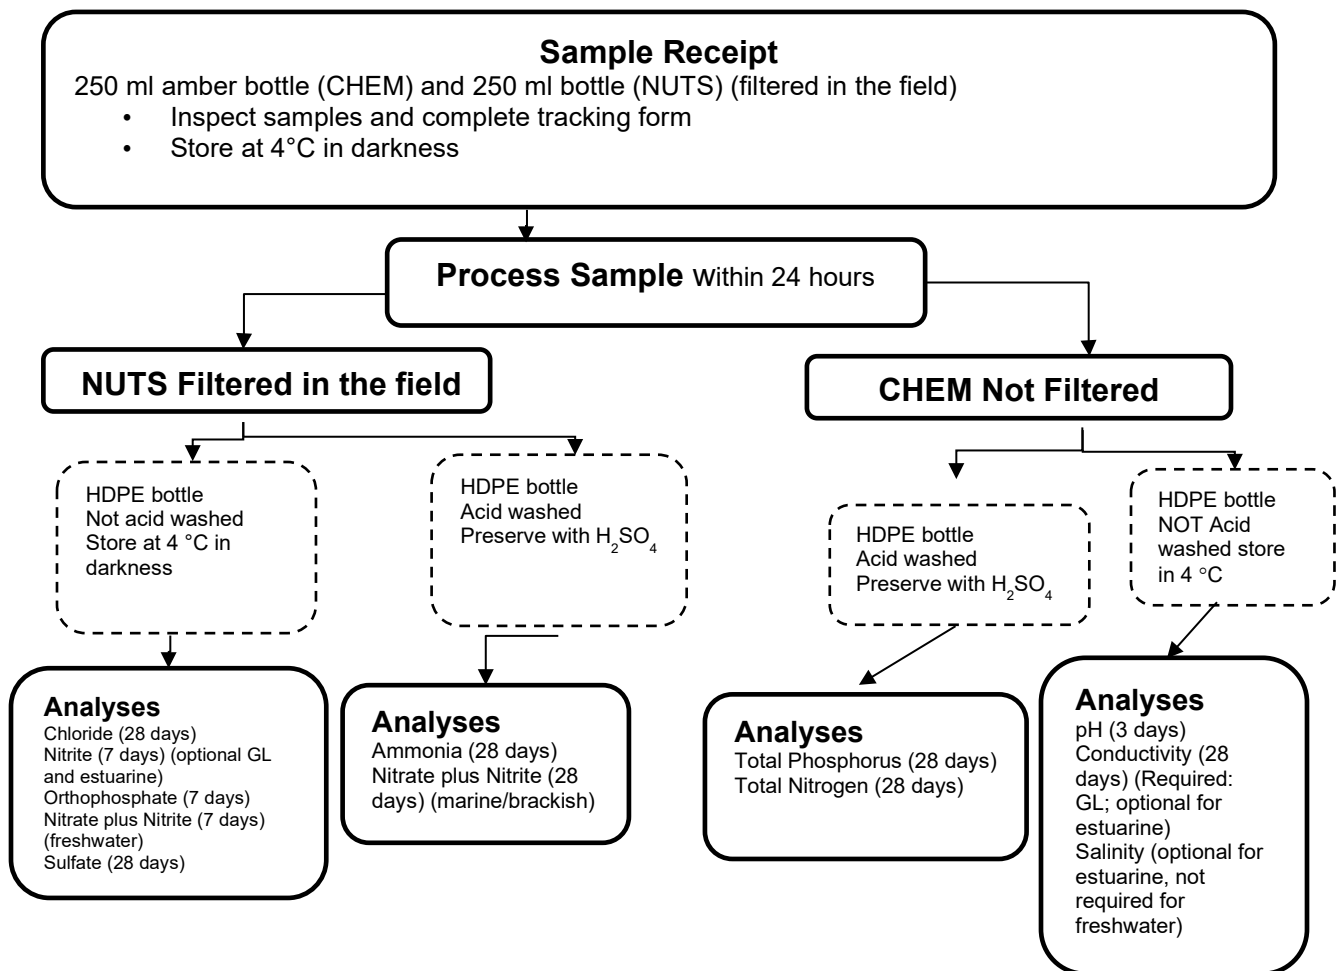 Sample Receipt
250 ml amber bottle (CHEM) and 250 ml bottle (NUTS) (filtered in the field)
• Inspect samples and complete tracking form
• Store at 4°C in darkness
Process Sample within 24 hours
NUTS Filtered in the field
CHEM Not Filtered
HDPE bottle
Not acid washed
Store at 4 °C in
darkness
HDPE bottle
Acid washed
Preserve with H2SO4
HDPE bottle
Acid washed
Preserve with H2SO4
HDPE bottle
NOT Acid
washed store
in 4 °C
Analyses
Chloride (28 days)
Nitrite (7 days) (optional GL
and estuarine)
Orthophosphate (7 days)
Nitrate plus Nitrite (7 days)
(freshwater)
Sulfate (28 days)
Analyses
Ammonia (28 days)
Nitrate plus Nitrite (28
days) (marine/brackish)
Analyses
Total Phosphorus (28 days)
Total Nitrogen (28 days)
Analyses
pH (3 days)
Conductivity (28
days) (Required:
GL; optional for
estuarine)
Salinity (optional for
estuarine, not
required for
freshwater)